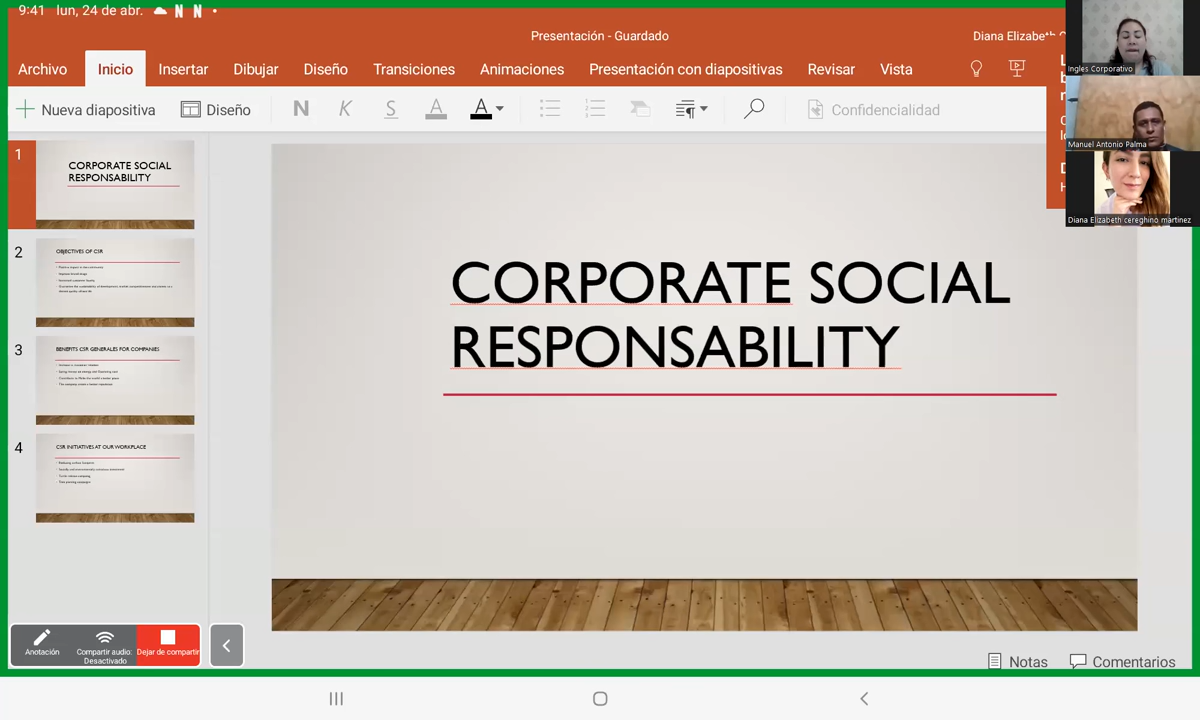 9:41 lun, 24 de abr.
Presentación - Guardado
Diana Elizabeth
Archivo Inicio Insertar Dibujar Diseño Transiciones Animaciones Presentación con diapositivas Revisar Vista
Nueva diapositiva Diseño N K S A A Confidencialidad
Ingles Corporativo
Manuel Antonio Palma
Diana Elizabeth cereghino martinez
1
CORPORATE SOCIAL
RESPONSABILITY
2
OBJECTIVES OF CSR
3
BENEFITS CSR GENERALES FOR COMPANIES
4
CSR INITIATIVES AT OUR WORKPLACE
CORPORATE SOCIAL
RESPONSABILITY
Anotación
Compartir audio:
Desactivado
Dejar de compartir
Notas Comentarios